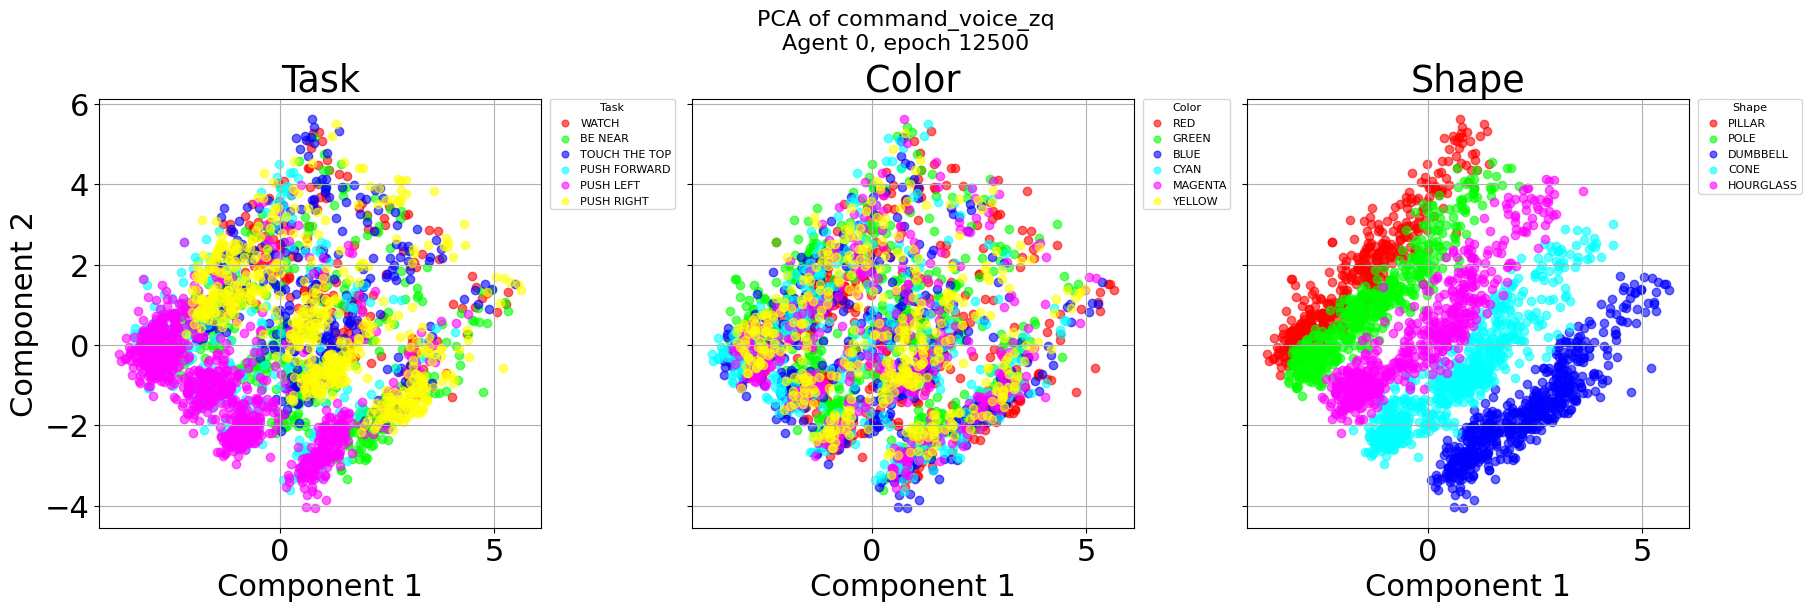 PCA of command_voice_zq
Agent 0, epoch 12500
Task
Color
Shape
Component 2
6
4
2
0
−2
−4
0
5
Component 1
Task
WATCH
BE NEAR
TOUCH THE TOP
PUSH FORWARD
PUSH LEFT
PUSH RIGHT
0
5
Component 1
Color
RED
GREEN
BLUE
CYAN
MAGENTA
YELLOW
0
5
Component 1
Shape
PILLAR
POLE
DUMBBELL
CONE
HOURGLASS